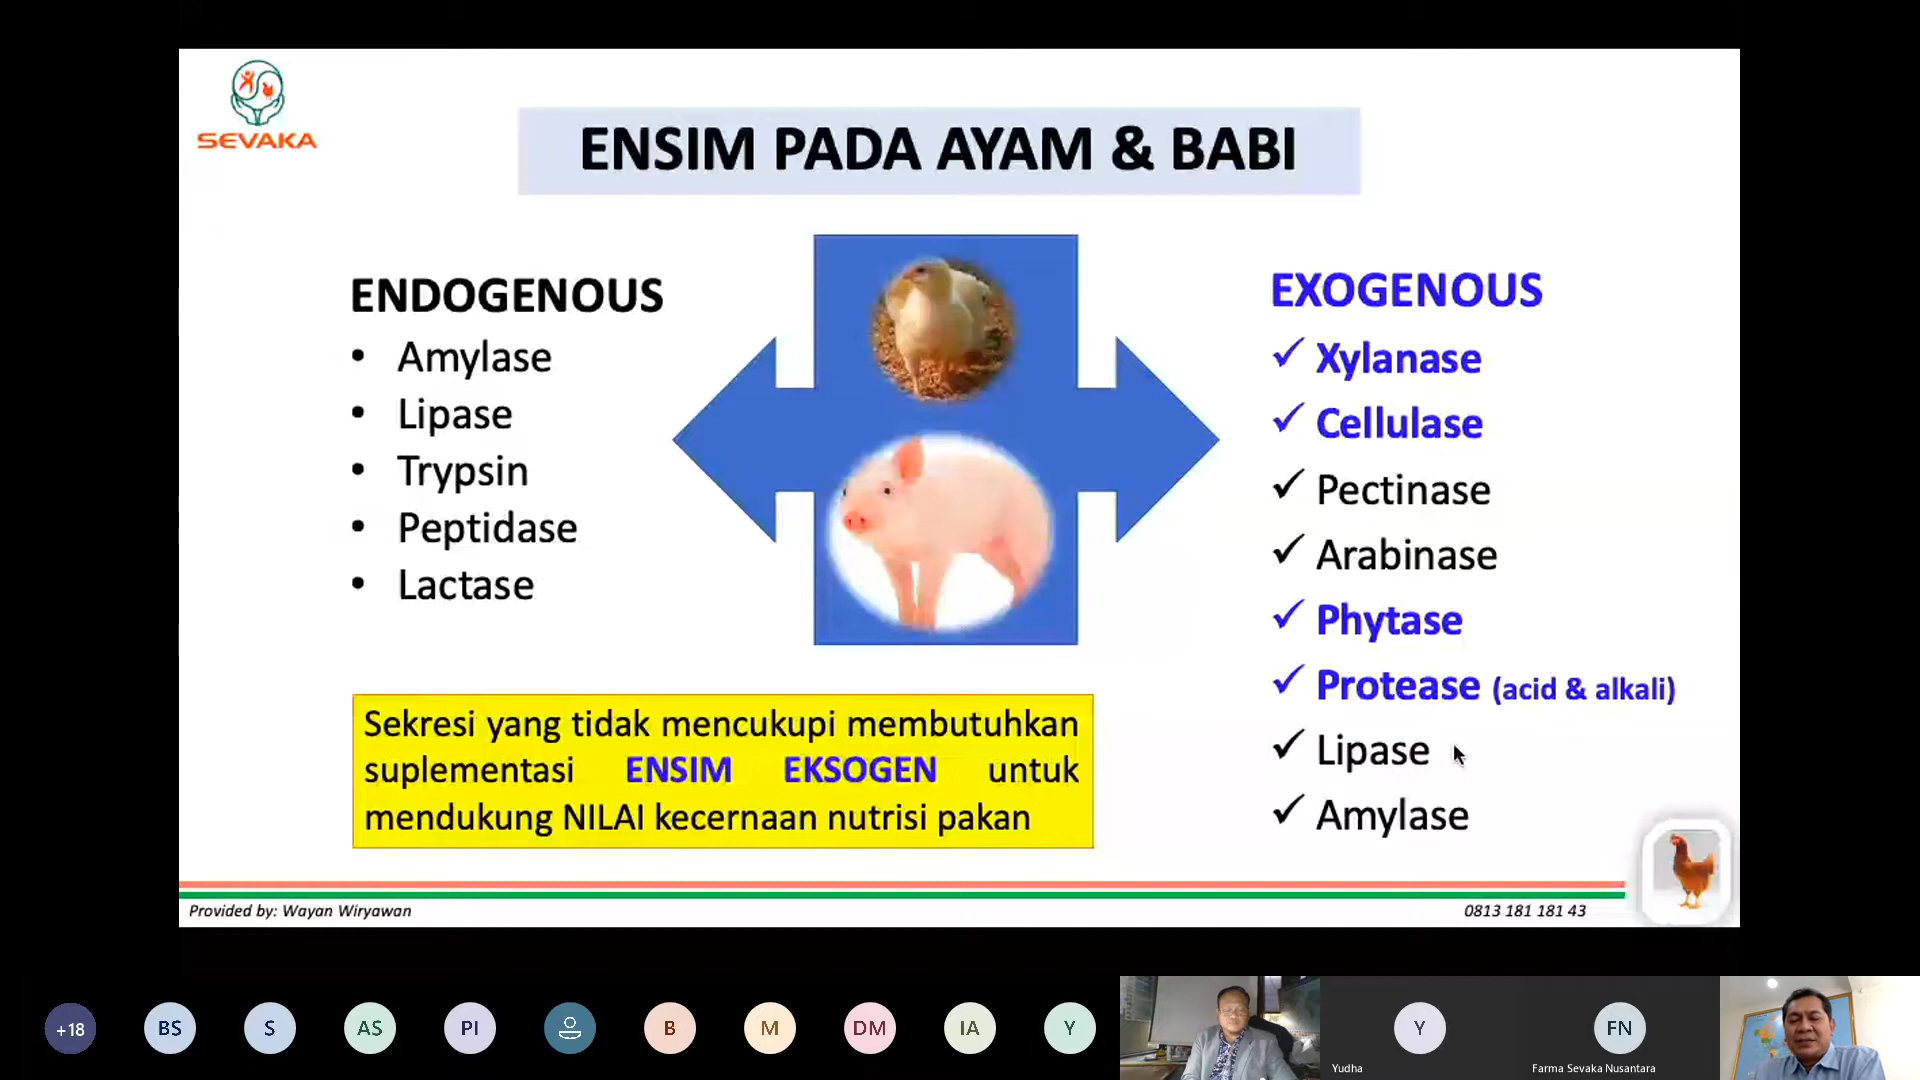 SEVAKA
ENSIM PADA AYAM & BABI
ENDOGENOUS
• Amylase
• Lipase
• Trypsin
• Peptidase
• Lactase
EXOGENOUS
✓ Xylanase
✓ Cellulase
✓ Pectinase
✓ Arabinase
✓ Phytase
✓ Protease (acid & alkali)
✓ Lipase
✓ Amylase
Sekresi yang tidak mencukupi membutuhkan
suplementasi ENSIM EKSOGEN untuk
mendukung NILAI kecernaan nutrisi pakan
Provided by: Wayan Wiryawan
0813 181 181 43
+18
BS
S
AS
PI
B
M
DM
IA
Y
Y
FN
Yudha
Farma Sevaka Nusantara